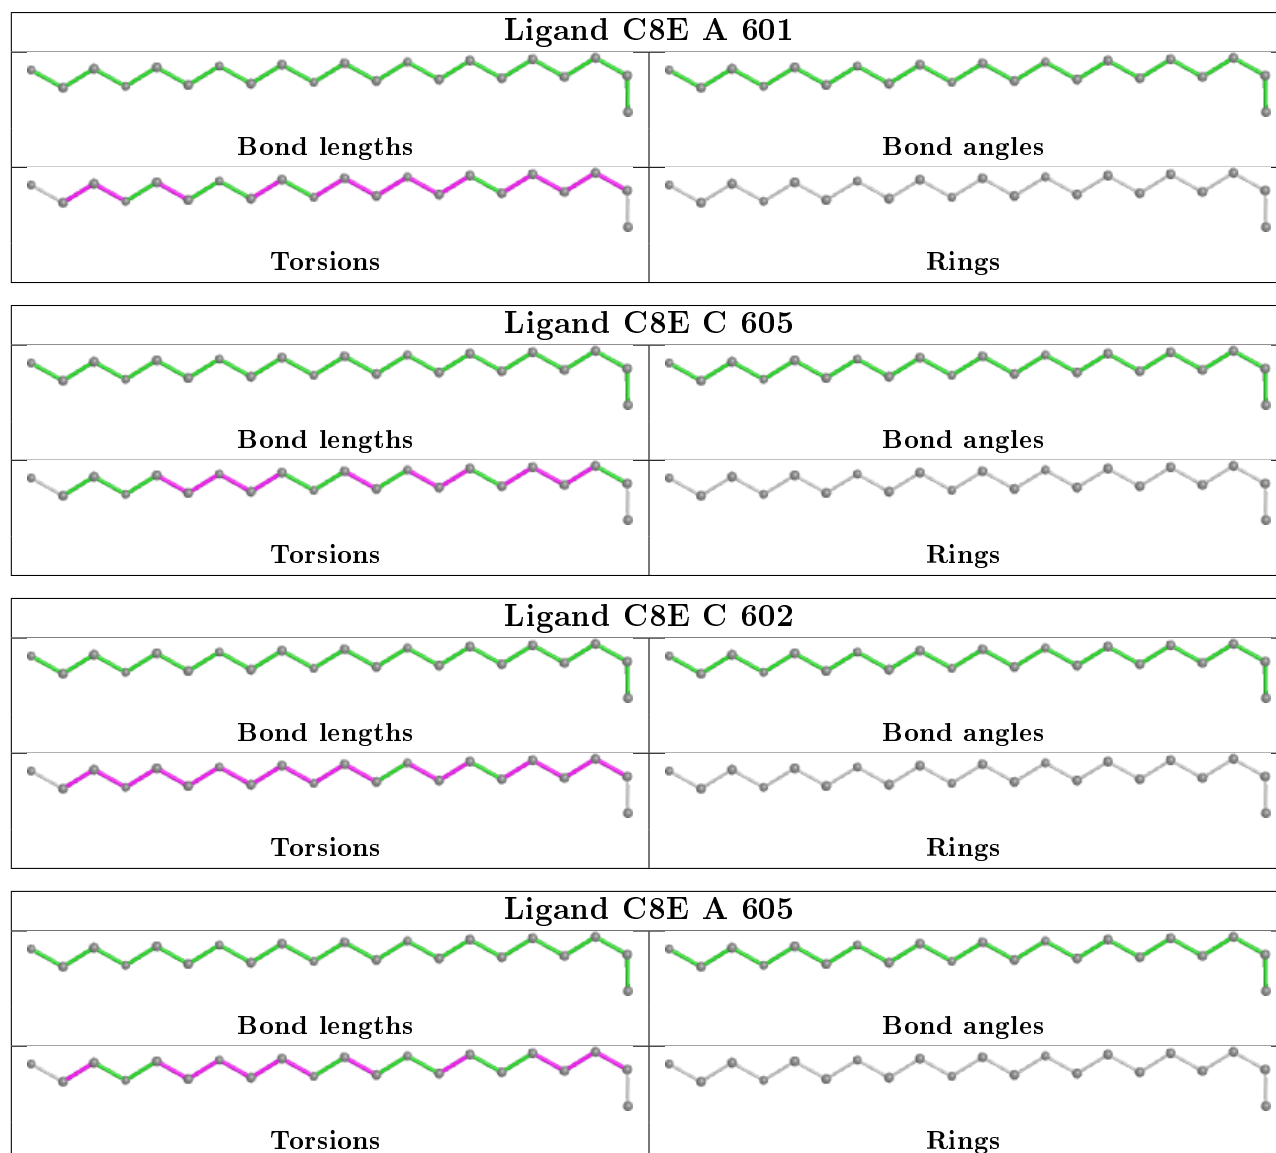 Ligand C8E A 601
Bond lengths
Bond angles
Torsions
Rings
Ligand C8E C 605
Bond lengths
Bond angles
Torsions
Rings
Ligand C8E C 602
Bond lengths
Bond angles
Torsions
Rings
Ligand C8E A 605
Bond lengths
Bond angles
Torsions
Rings